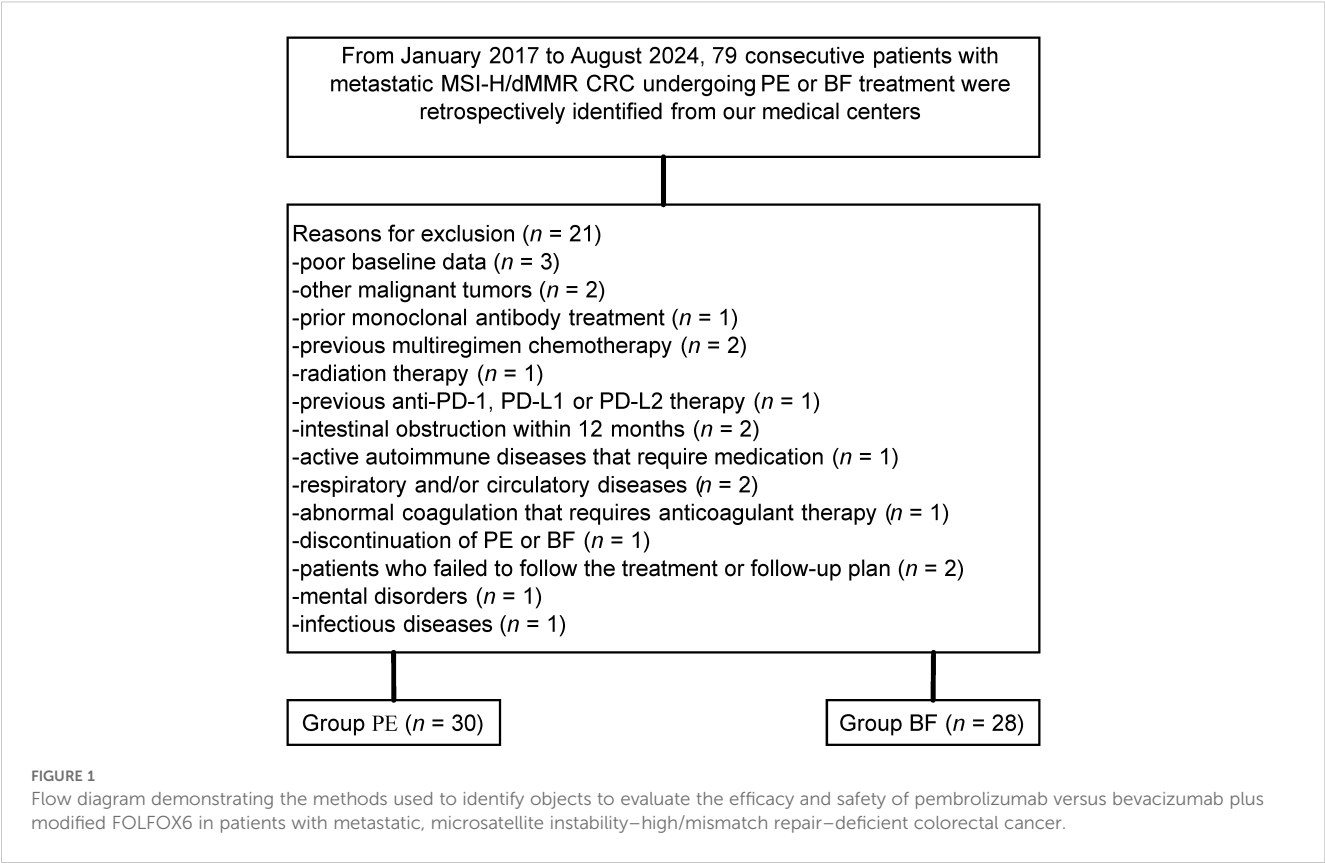 From January 2017 to August 2024, 79 consecutive patients with
metastatic MSI-H/dMMR CRC undergoing PE or BF treatment were
retrospectively identified from our medical centers
Reasons for exclusion (n = 21)
-poor baseline data (n = 3)
-other malignant tumors (n = 2)
-prior monoclonal antibody treatment (n = 1)
-previous multiregimen chemotherapy (n = 2)
-radiation therapy (n = 1)
-previous anti-PD-1, PD-L1 or PD-L2 therapy (n = 1)
-intestinal obstruction within 12 months (n = 2)
-active autoimmune diseases that require medication (n = 1)
-respiratory and/or circulatory diseases (n = 2)
-abnormal coagulation that requires anticoagulant therapy (n = 1)
-discontinuation of PE or BF (n = 1)
-patients who failed to follow the treatment or follow-up plan (n = 2)
-mental disorders (n = 1)
-infectious diseases (n = 1)
Group PE (n = 30)
Group BF (n = 28)
FIGURE 1
Flow diagram demonstrating the methods used to identify objects to evaluate the efficacy and safety of pembrolizumab versus bevacizumab plus
modified FOLFOX6 in patients with metastatic, microsatellite instability–high/mismatch repair–deficient colorectal cancer.